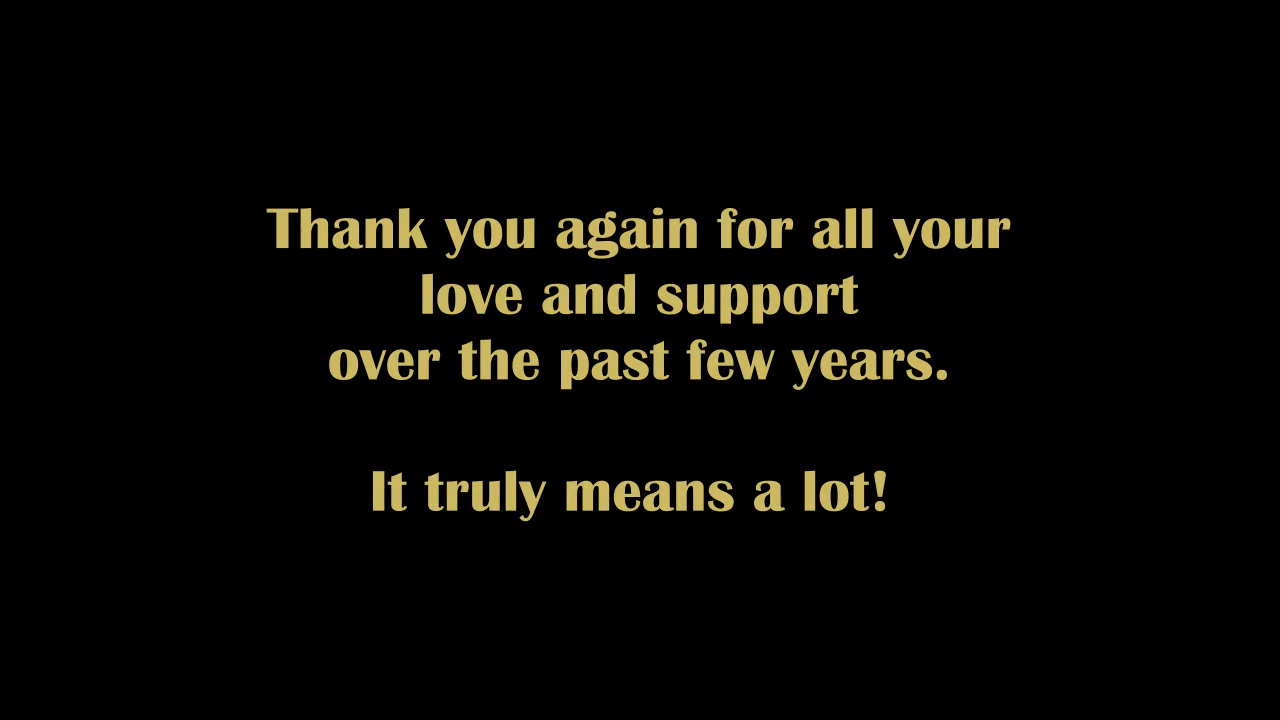 Thank you again for all your
love and support
over the past few years.
It truly means a lot!